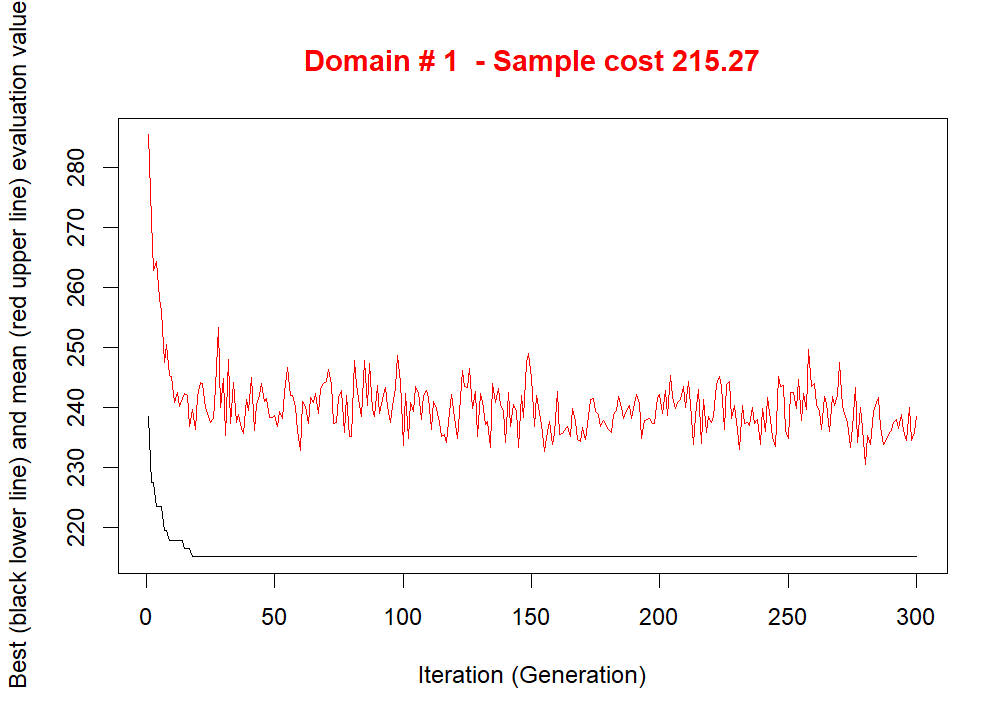 Domain # 1  - Sample cost 215.27
Best (black lower line) and mean (red upper line) evaluation value
280
270
260
250
240
230
220
0 50 100 150 200 250 300
Iteration (Generation)